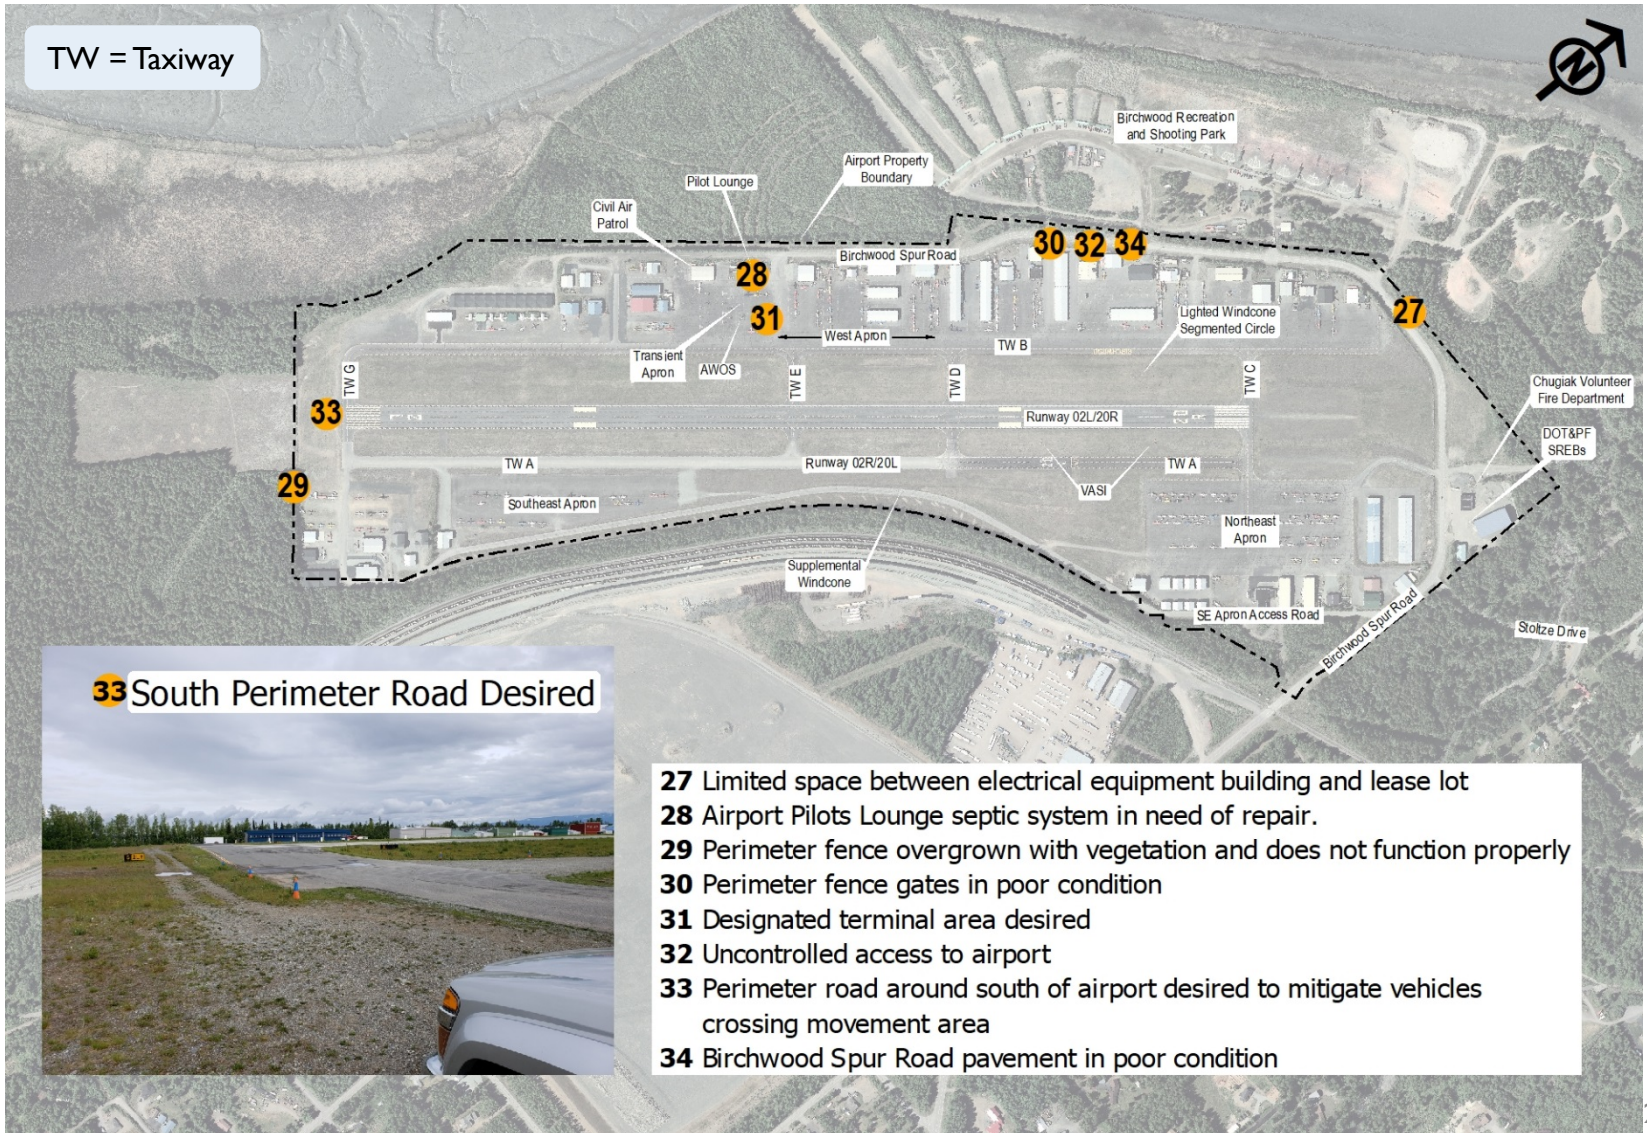 TW = Taxiway
N
Birchwood Recreation
and Shooting Park
Airport Property
Boundary
Pilot Lounge
Civil Air
Patrol
28
Birchwood Spur Road
30
32
34
27
31
West Apron
Lighted Windcone
Segmented Circle
TW B
Transient
Apron
AWOS
TW G
TW E
TW D
TW C
33
2
20
R
Runway 02L/20R
Chugiak Volunteer
Fire Department
DOT&PF
SREBs
29
TW A
Runway 02R/20L
TW A
VASI
Southeast Apron
Northeast
Apron
Supplemental
Windcone
SE Apron Access Road
Birchwood Spur Road
Stoltze Drive
33 South Perimeter Road Desired
27 Limited space between electrical equipment building and lease lot
28 Airport Pilots Lounge septic system in need of repair.
29 Perimeter fence overgrown with vegetation and does not function properly
30 Perimeter fence gates in poor condition
31 Designated terminal area desired
32 Uncontrolled access to airport
33 Perimeter road around south of airport desired to mitigate vehicles
crossing movement area
34 Birchwood Spur Road pavement in poor condition